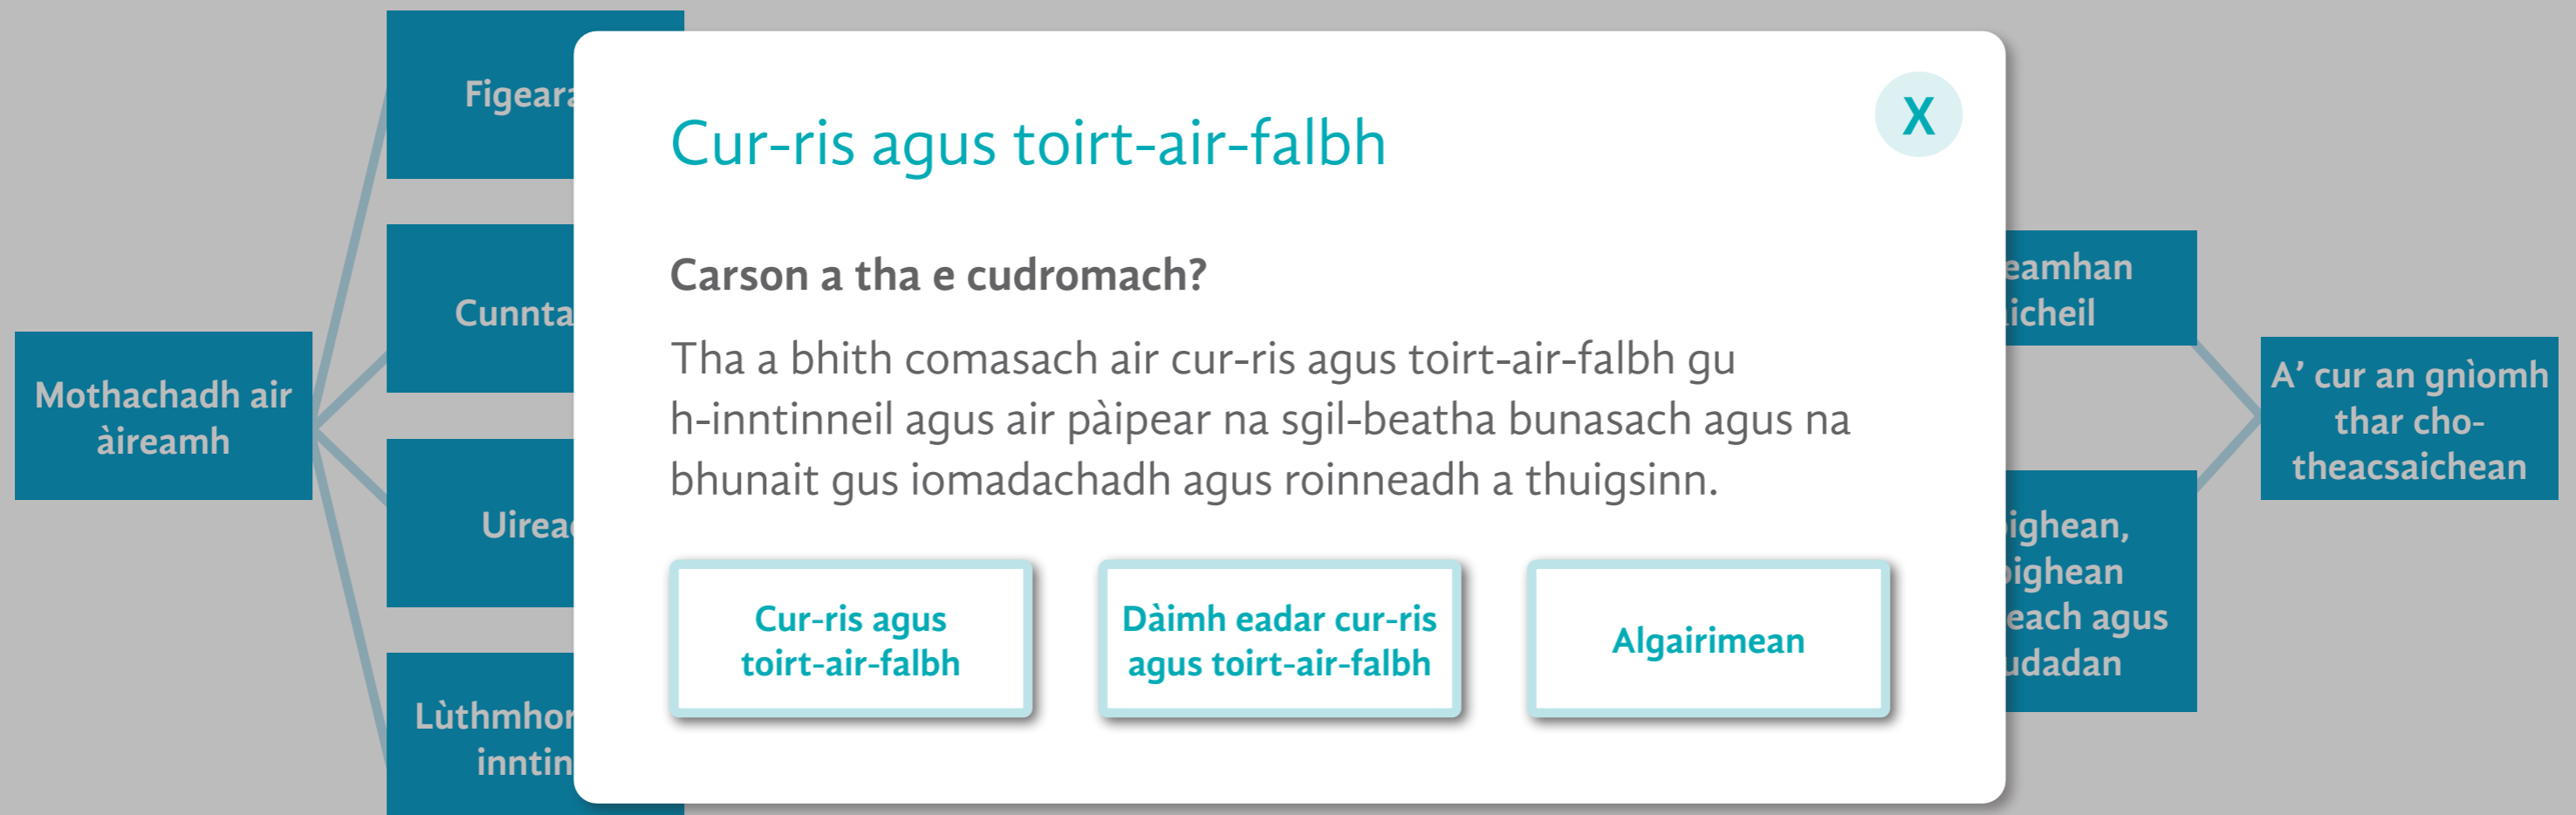 Mothachadh air
àireamh
Cur-ris agus toirt-air-falbh
X
Carson a tha e cudromach?
Tha a bhith comasach air cur-ris agus toirt-air-falbh gu
h-inntinneil agus air pàipear na sgil-beatha bunasach agus na
bhunait gus iomadachadh agus roinneadh a thuigsinn.
Cur-ris agus
toirt-air-falbh
Dàimh eadar cur-ris
agus toirt-air-falbh
Algairimean
agus
A’ cur an gnìomh
thar cho-
theacsaichean